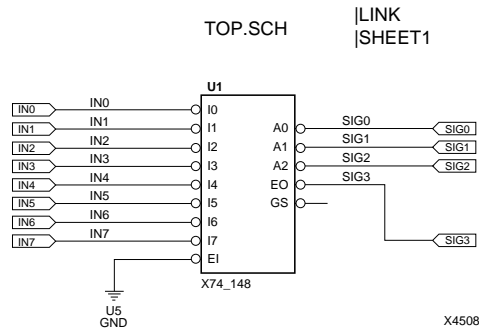 TOP.SCH
|LINK
|SHEET1
U1
IN0 IN0 I0
IN1 IN1 I1 A0 SIG0 SIG0
IN2 IN2 I2 A1 SIG1 SIG1
IN3 IN3 I3 A2 SIG2 SIG2
IN4 IN4 I4 EO SIG3
IN5 IN5 I5 GS
IN6 IN6 I6
IN7 IN7 I7 SIG3
EI
X74_148
U5
GND
X4508